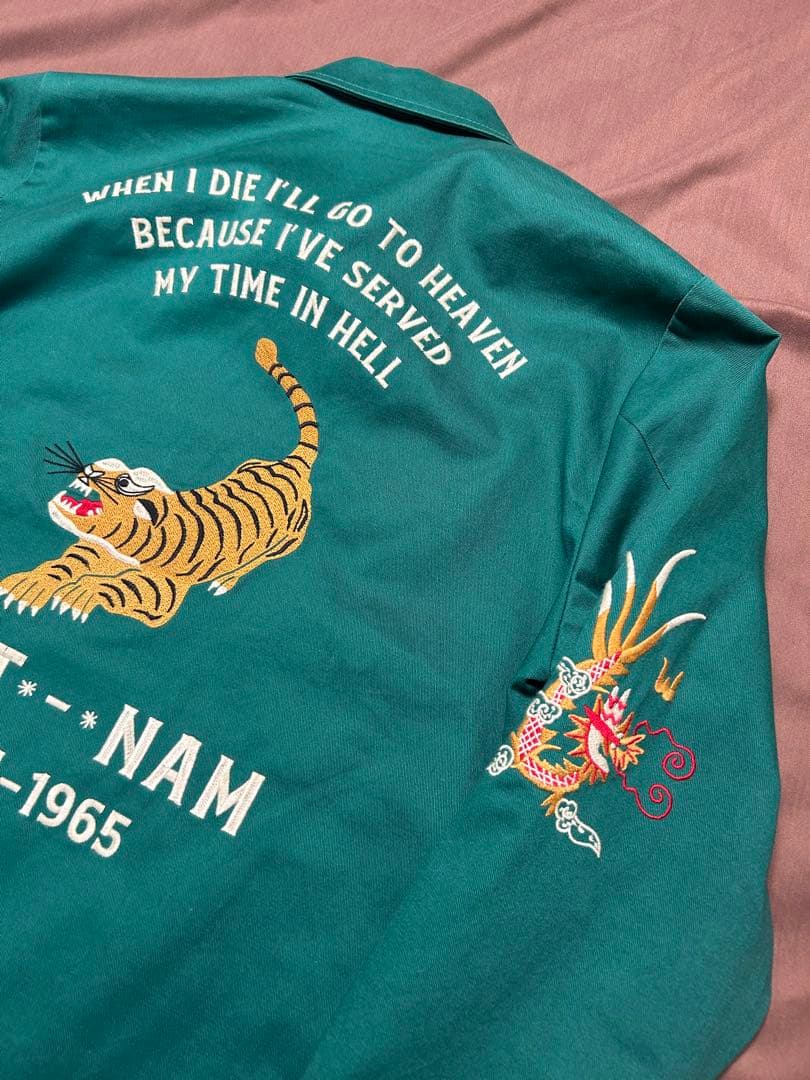 WHEN I DIE I'LL GO TO HEAVEN
BECAUSE I'VE SERVED
MY TIME IN HELL
T*-*NAM
-1965